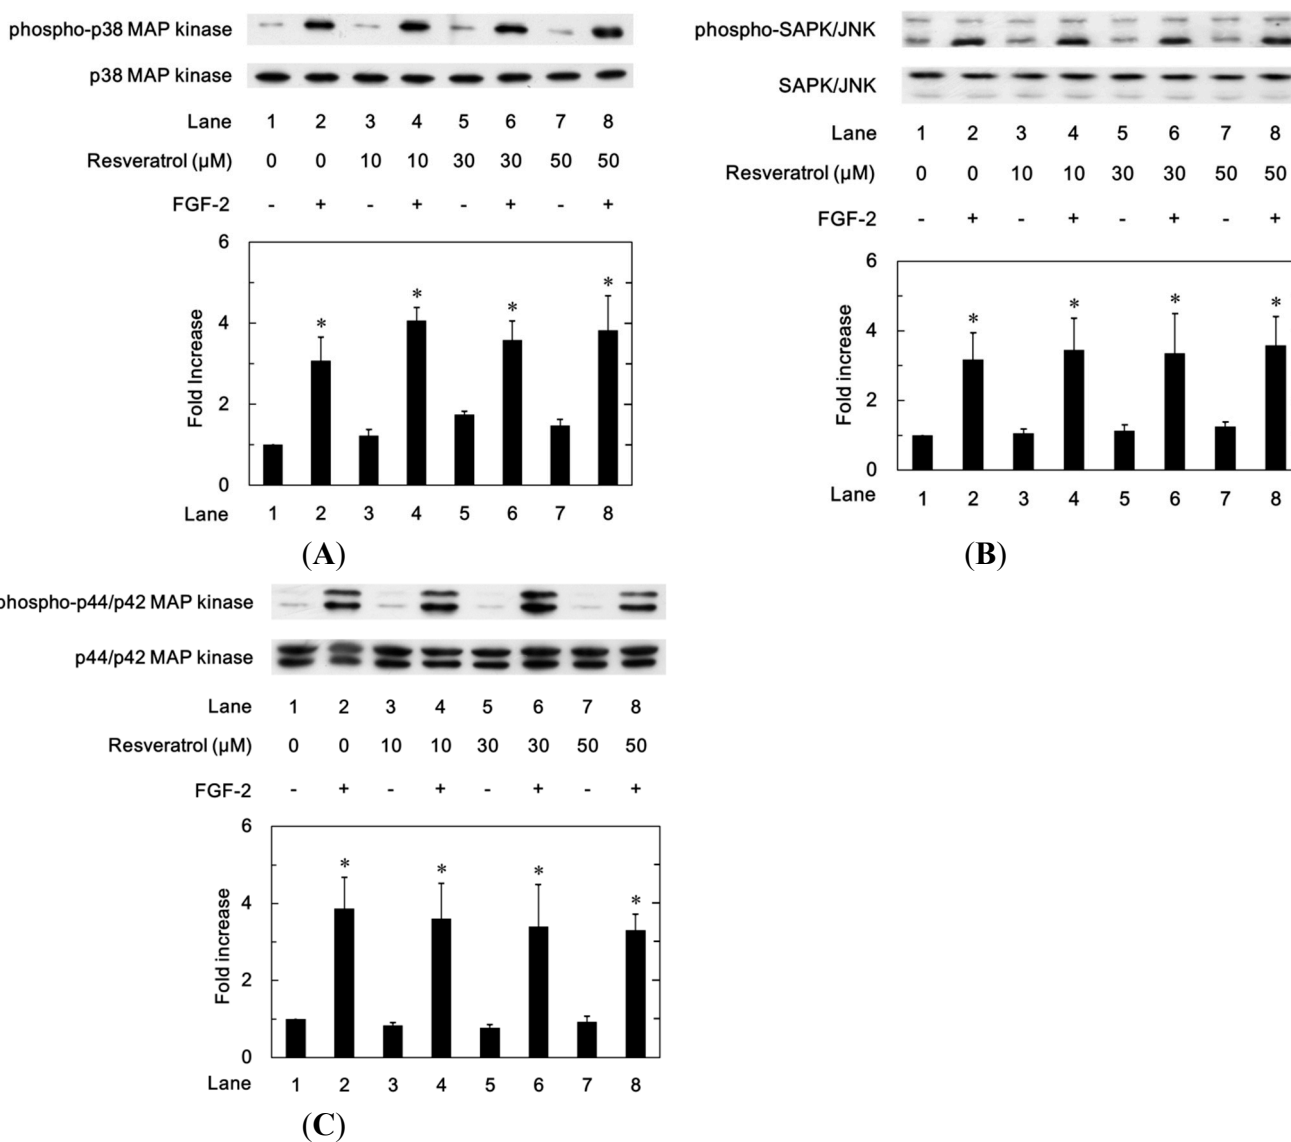 phospho-p38 MAP kinase
p38 MAP kinase
Lane 1 2 3 4 5 6 7 8
Resveratrol (μM) 0 0 10 10 30 30 50 50
FGF-2 - + - + - + - +
6
4
2
0
Fold Increase
* * * *
Lane 1 2 3 4 5 6 7 8
(A)
phospho-SAPK/JNK
SAPK/JNK
Lane 1 2 3 4 5 6 7 8
Resveratrol (μM) 0 0 10 10 30 30 50 50
FGF-2 - + - + - + - +
6
4
2
0
Fold increase
* * * *
Lane 1 2 3 4 5 6 7 8
(B)
phospho-p44/p42 MAP kinase
p44/p42 MAP kinase
Lane 1 2 3 4 5 6 7 8
Resveratrol (μM) 0 0 10 10 30 30 50 50
FGF-2 - + - + - + - +
6
4
2
0
Fold increase
* * * *
Lane 1 2 3 4 5 6 7 8
(C)